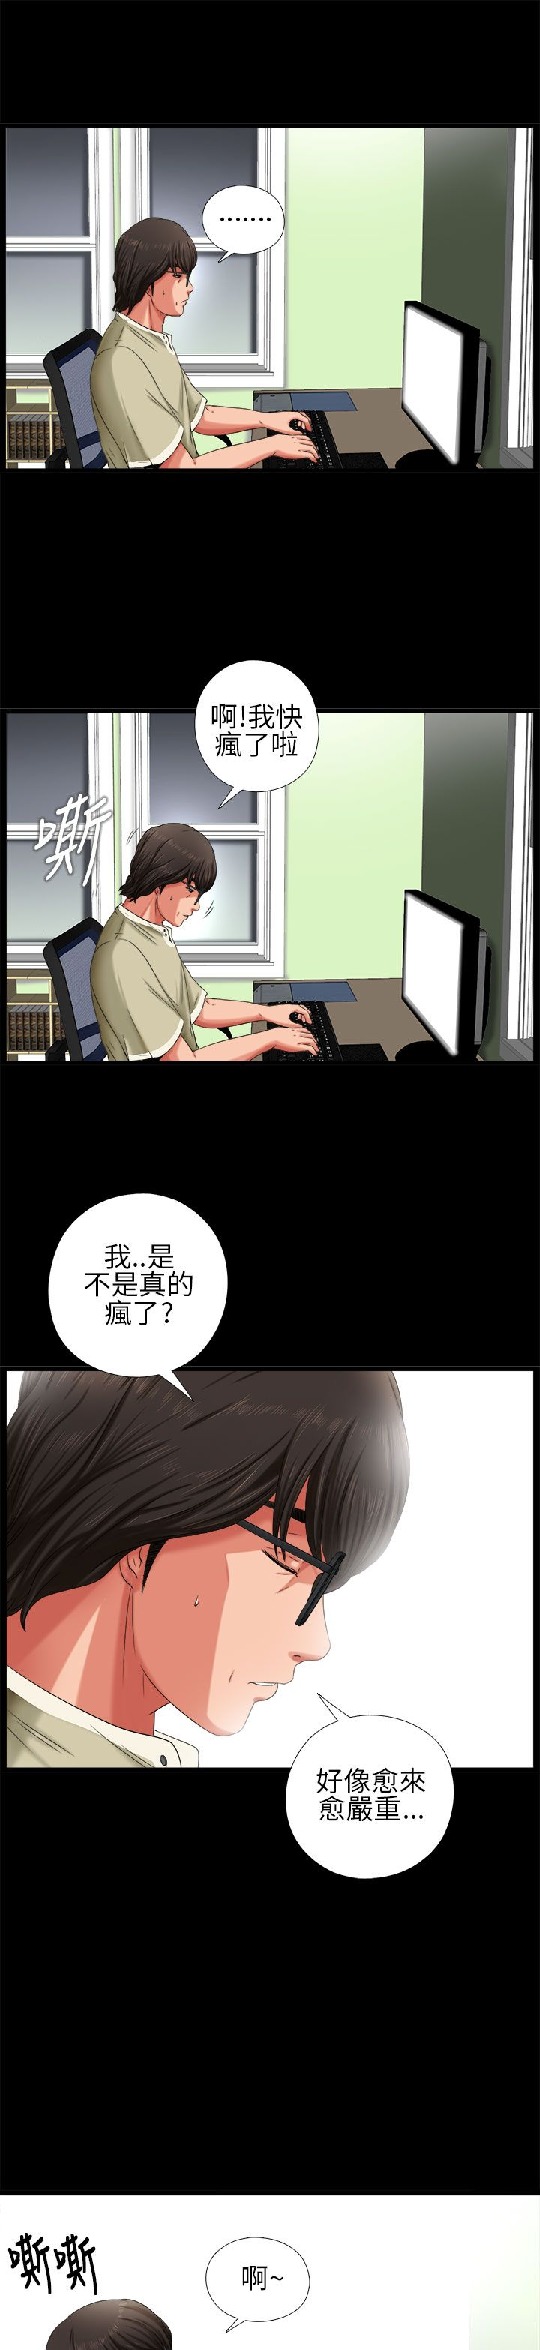 .......
啊!我快
瘋了啦
嘶
我..是
不是真的
瘋了?
好像愈來
愈嚴重...
嘶嘶
啊~